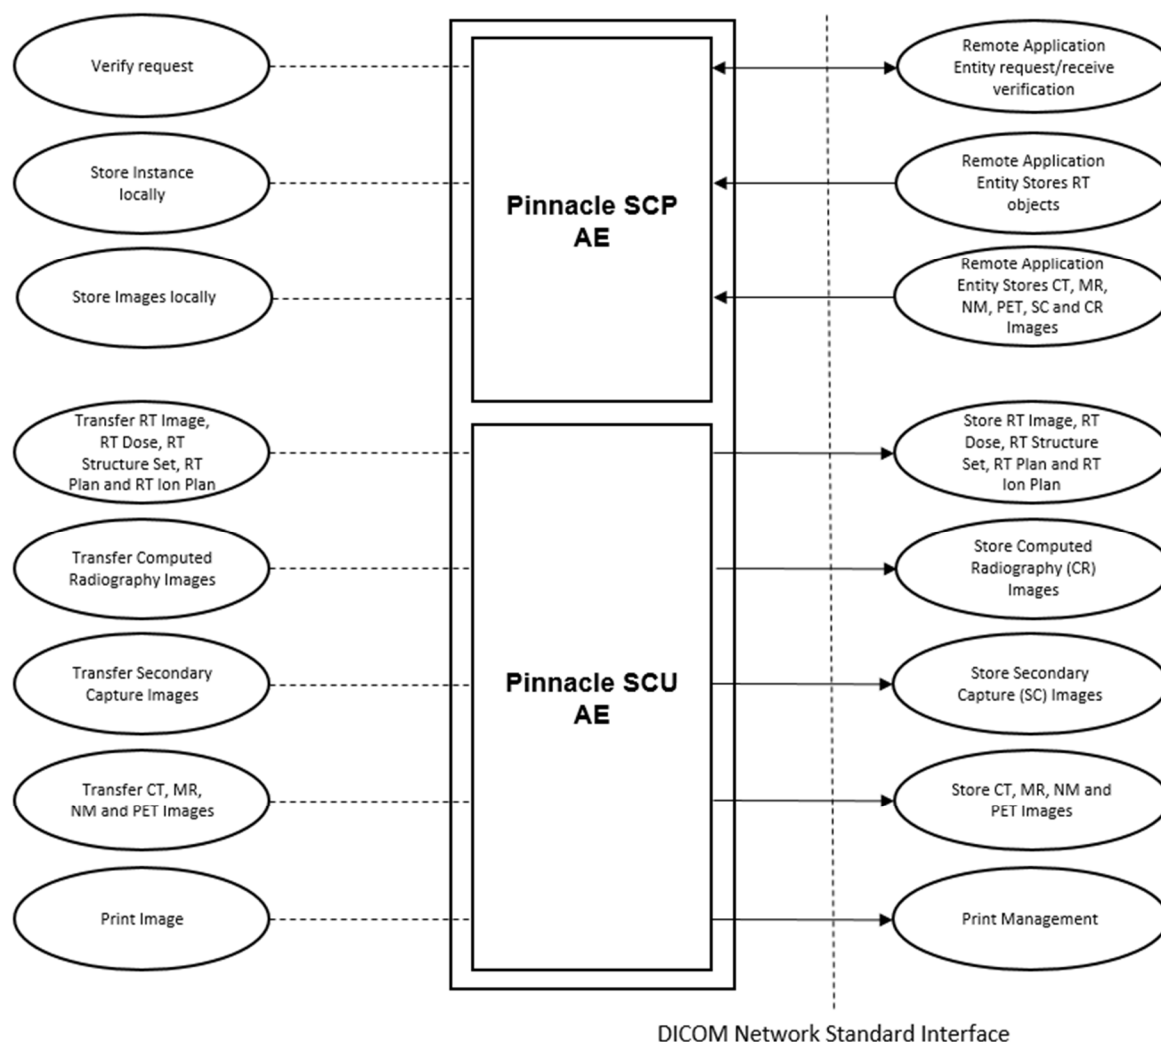 Verify request
Remote Application
Entity request/receive
verification
Store Instance
locally
Pinnacle SCP
AE
Remote Application
Entity Stores RT
objects
Store Images locally
Remote Application
Entity Stores CT, MR,
NM, PET, SC and CR
Images
Transfer RT Image,
RT Dose, RT
Structure Set, RT
Plan and RT Ion Plan
Store RT Image, RT
Dose, RT Structure
Set, RT Plan and RT
Ion Plan
Transfer Computed
Radiography Images
Store Computed
Radiography (CR)
Images
Transfer Secondary
Capture Images
Pinnacle SCU
AE
Store Secondary
Capture (SC) Images
Transfer CT, MR,
NM and PET Images
Store CT, MR, NM and
PET Images
Print Image
Print Management
DICOM Network Standard Interface